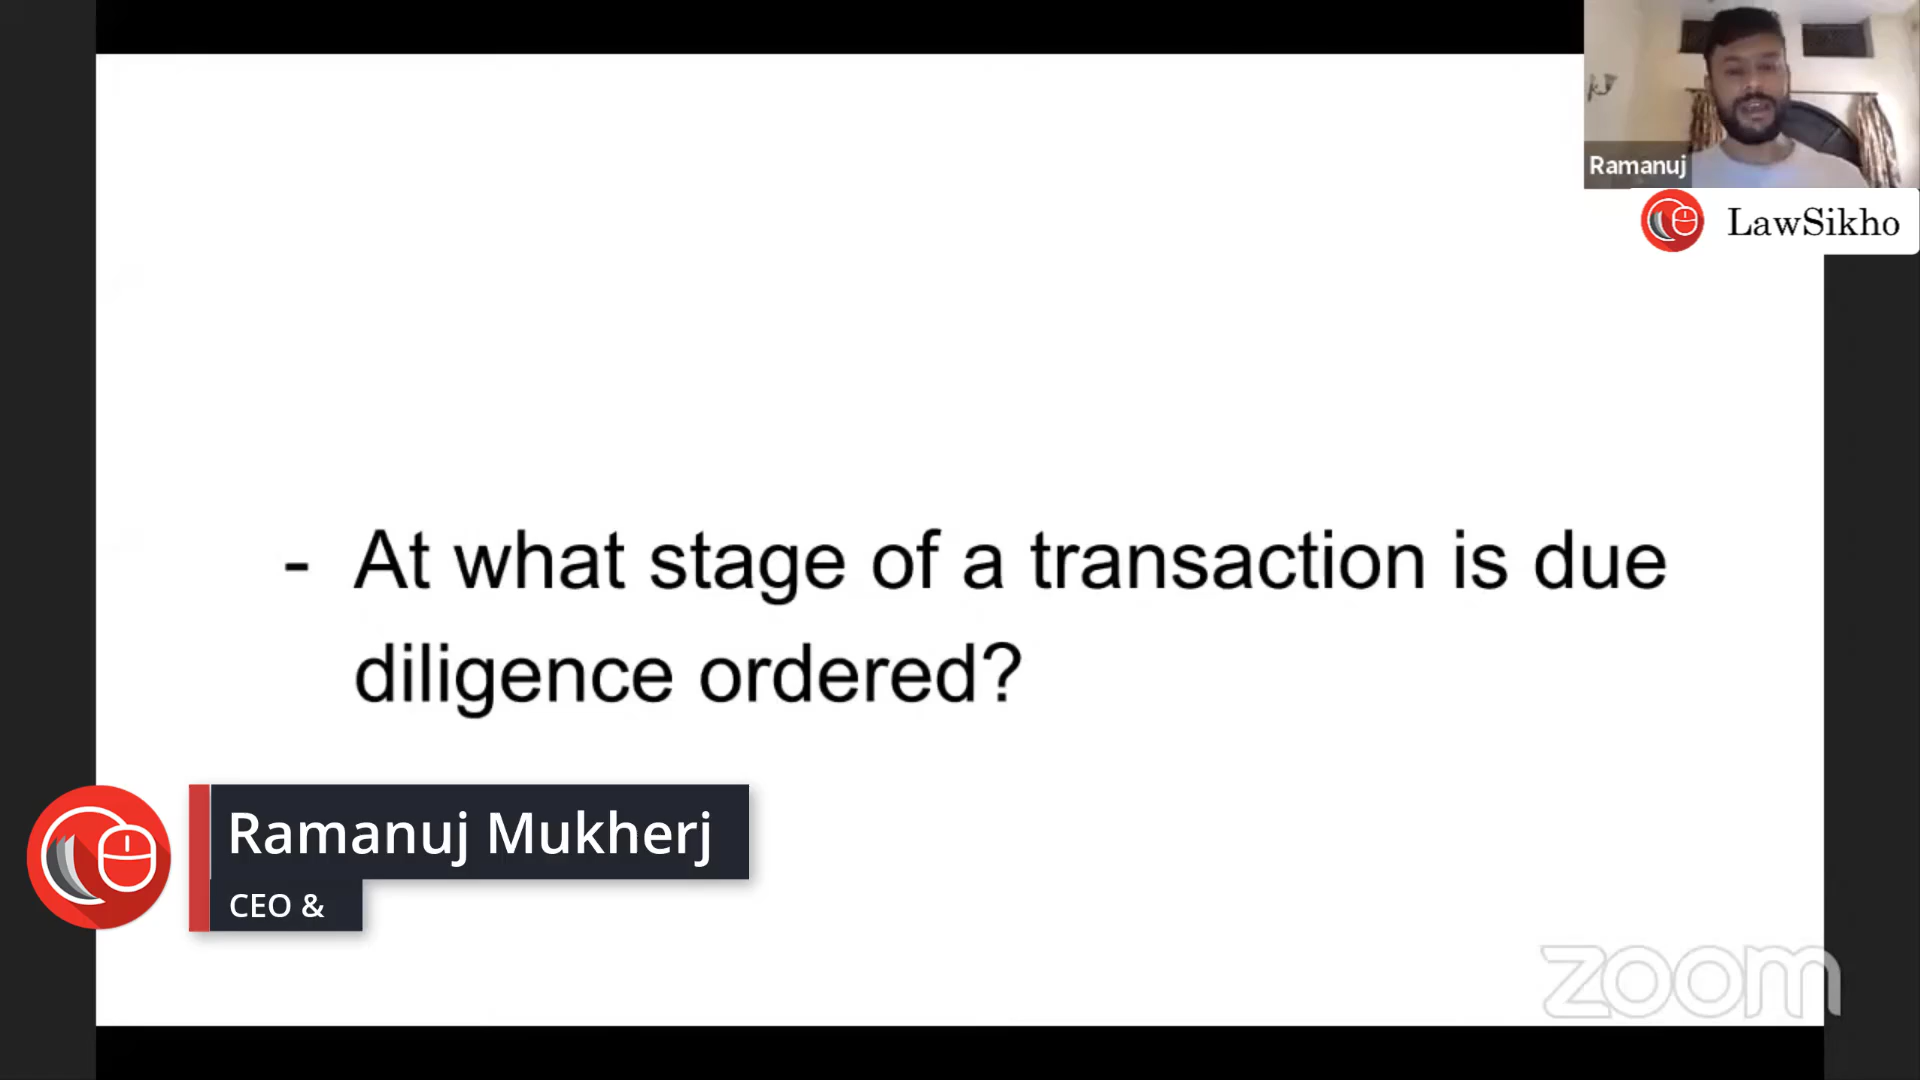 Ramanuj
LawSikho
- At what stage of a transaction is due
diligence ordered?
Ramanuj Mukherj
CEO &
zoom